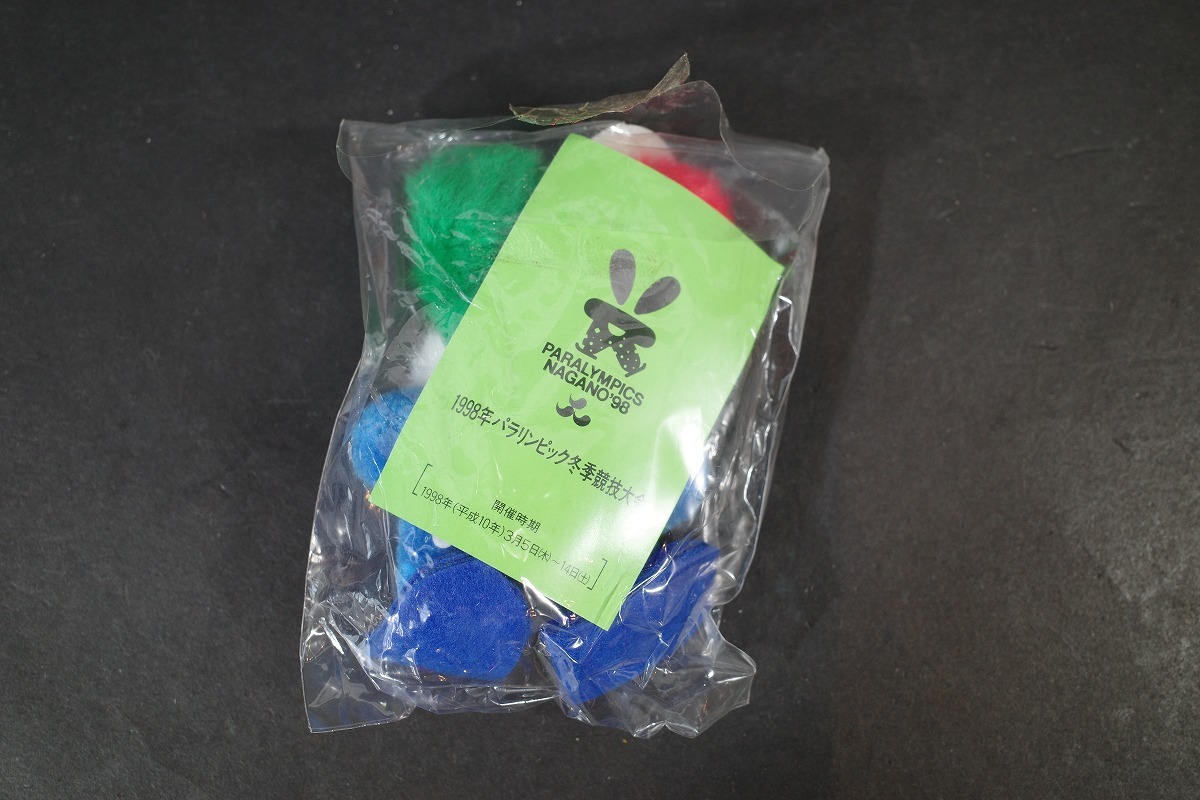 PARALYMPICS
NAGANO'98
1998年パラリンピック冬季競技大会
開催時期
[1998年(平成10年)3月5日(木)~14日(土)]